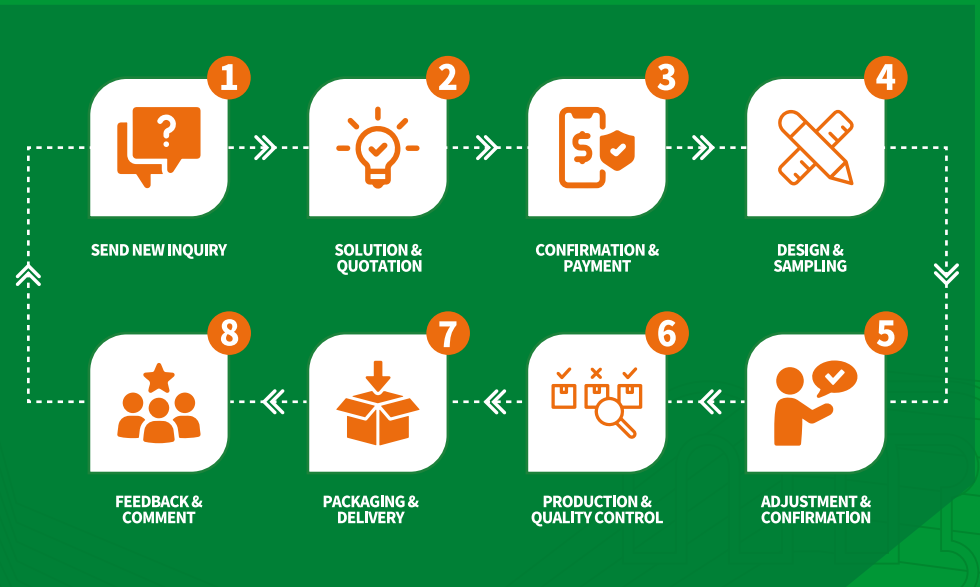 1
SEND NEW INQUIRY
2
SOLUTION &
QUOTATION
3
$
CONFIRMATION &
PAYMENT
4
DESIGN &
SAMPLING
5
ADJUSTMENT &
CONFIRMATION
6
PRODUCTION &
QUALITY CONTROL
7
PACKAGING &
DELIVERY
8
FEEDBACK &
COMMENT